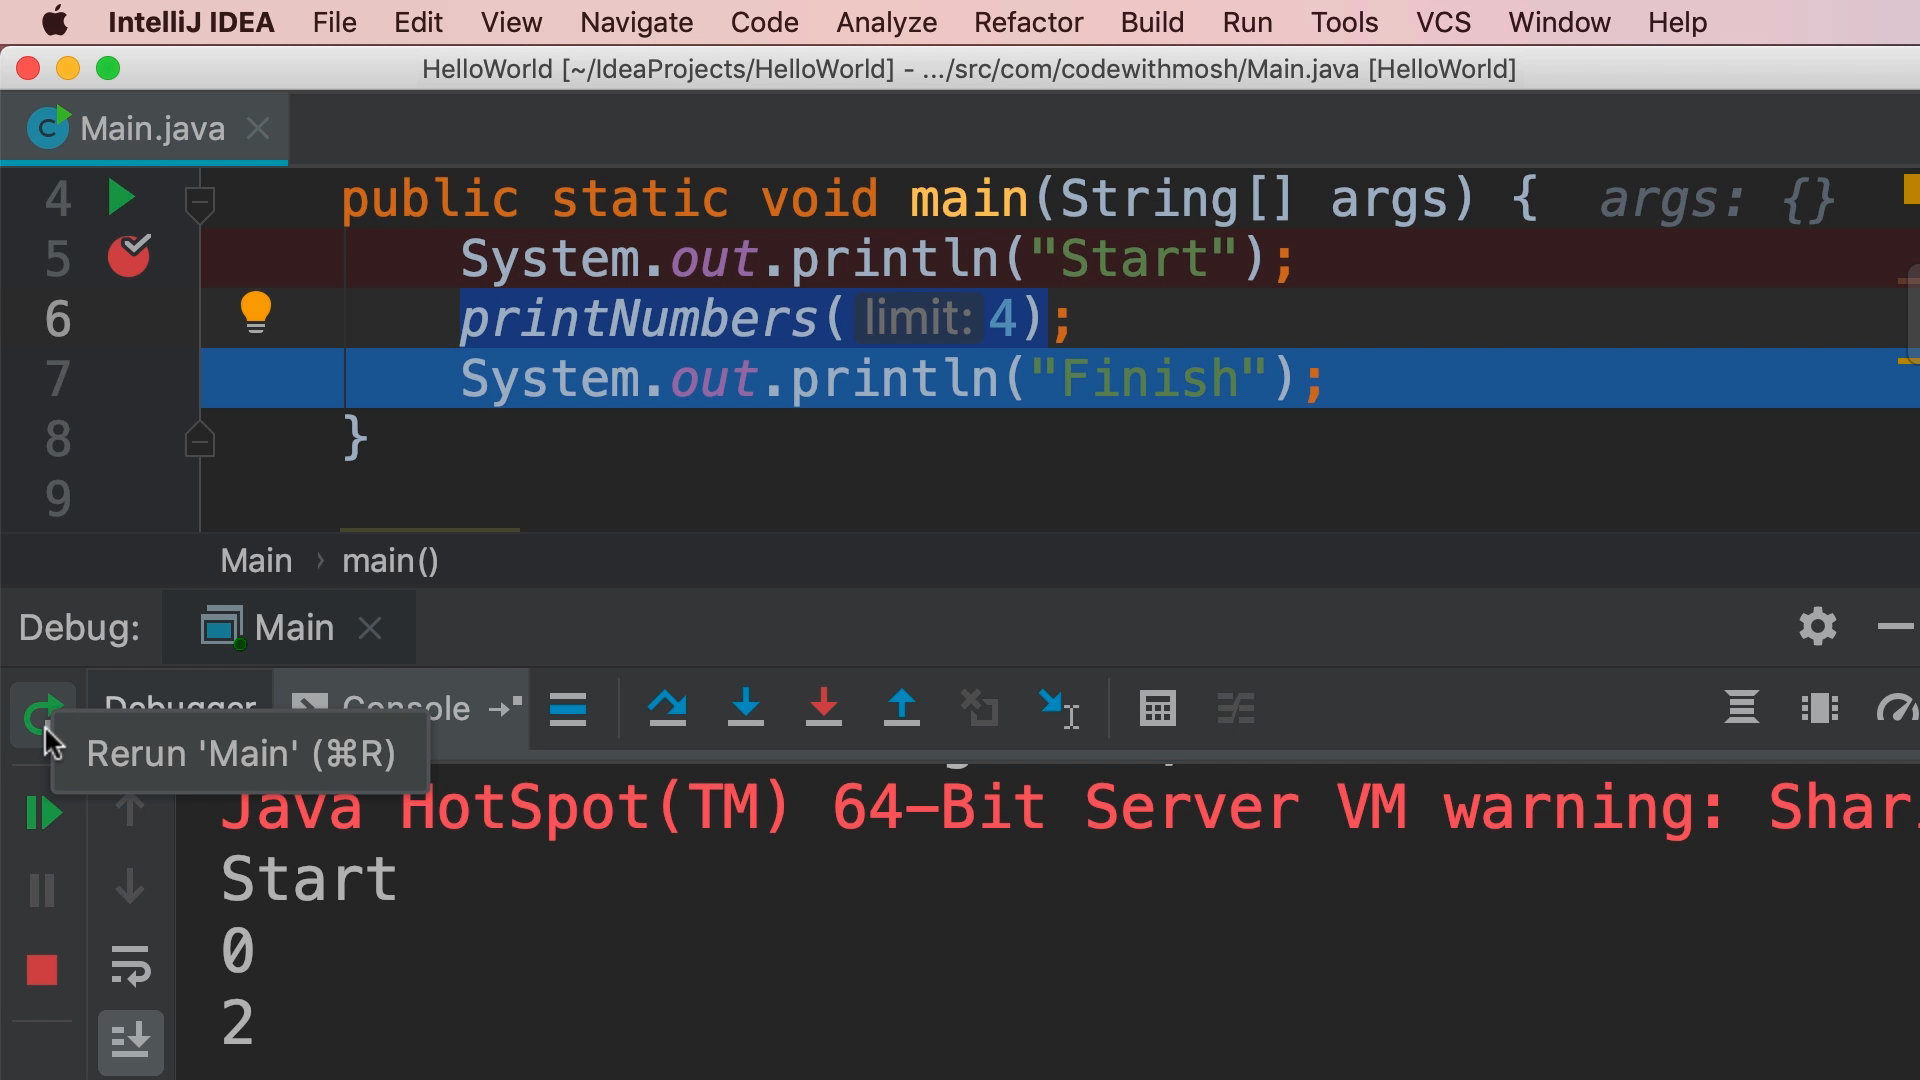 IntelliJ IDEA File Edit View Navigate Code Analyze Refactor Build Run Tools VCS Window Help
HelloWorld [~/IdeaProjects/HelloWorld] - .../src/com/codewithmosh/Main.java [HelloWorld]
Main.java
4 public static void main(String[] args) { args: {}
5 System.out.println("Start");
6 printNumbers( limit: 4);
7 System.out.println("Finish");
8 }
9
Main › main()
Debug: Main
Debugger Console
Rerun 'Main' (⌘R)
Java HotSpot(TM) 64-Bit Server VM warning:
Start
0
2